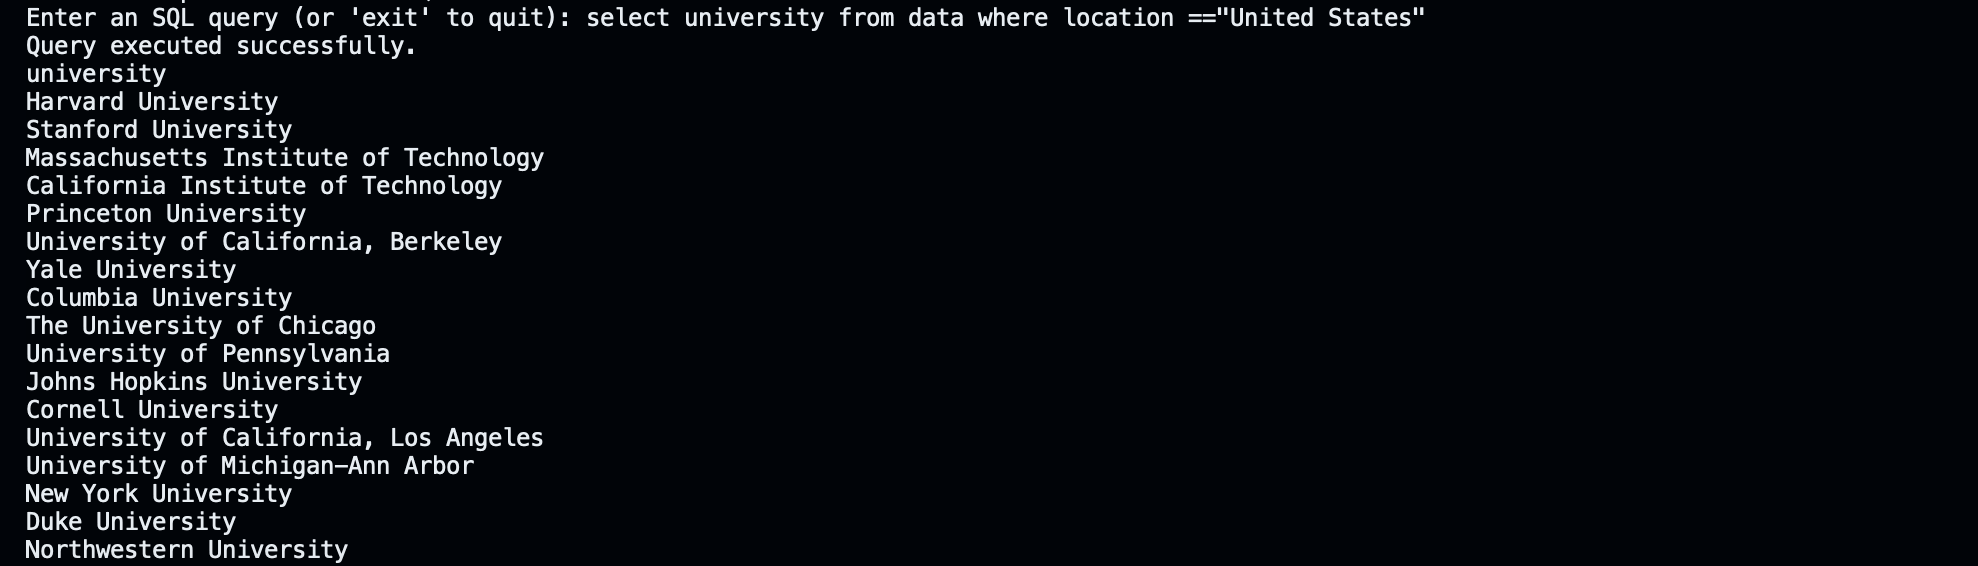 Enter an SQL query (or 'exit' to quit): select university from data where location =="United States"
Query executed successfully.
university
Harvard University
Stanford University
Massachusetts Institute of Technology
California Institute of Technology
Princeton University
University of California, Berkeley
Yale University
Columbia University
The University of Chicago
University of Pennsylvania
Johns Hopkins University
Cornell University
University of California, Los Angeles
University of Michigan-Ann Arbor
New York University
Duke University
Northwestern University